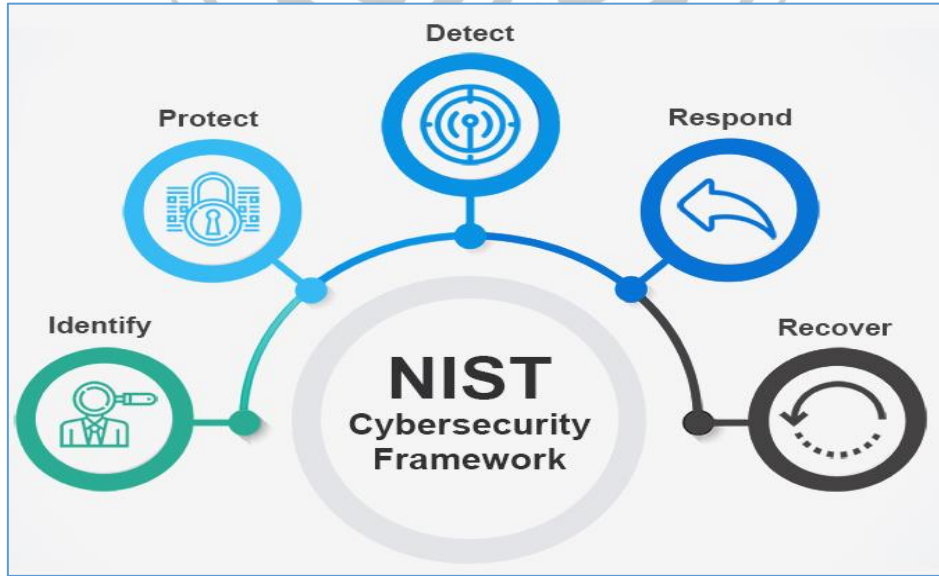 Detect
Protect
Respond
Identify
Recover
NIST
Cybersecurity
Framework